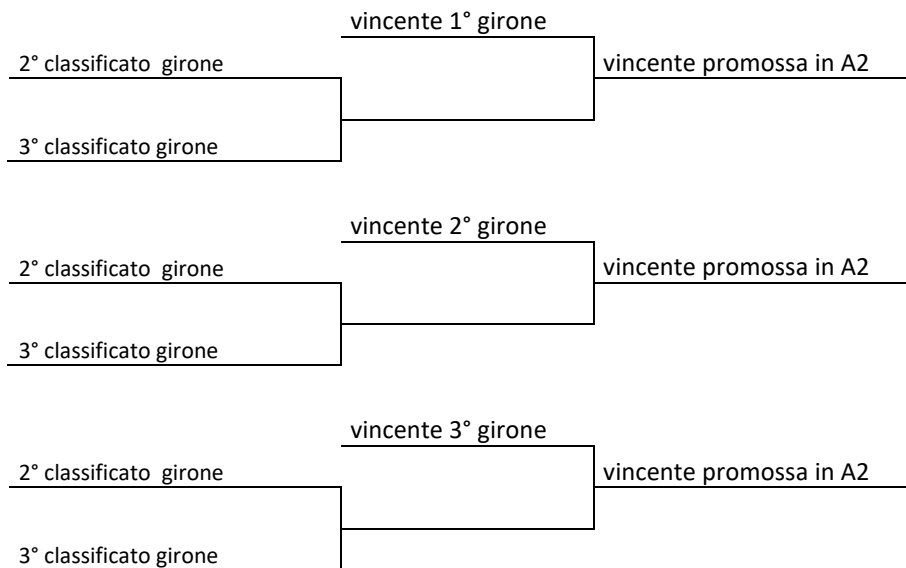 vincente 1° girone
2° classificato  girone
vincente promossa in A2
3° classificato girone
vincente 2° girone
2° classificato  girone
vincente promossa in A2
3° classificato girone
vincente 3° girone
2° classificato  girone
vincente promossa in A2
3° classificato girone